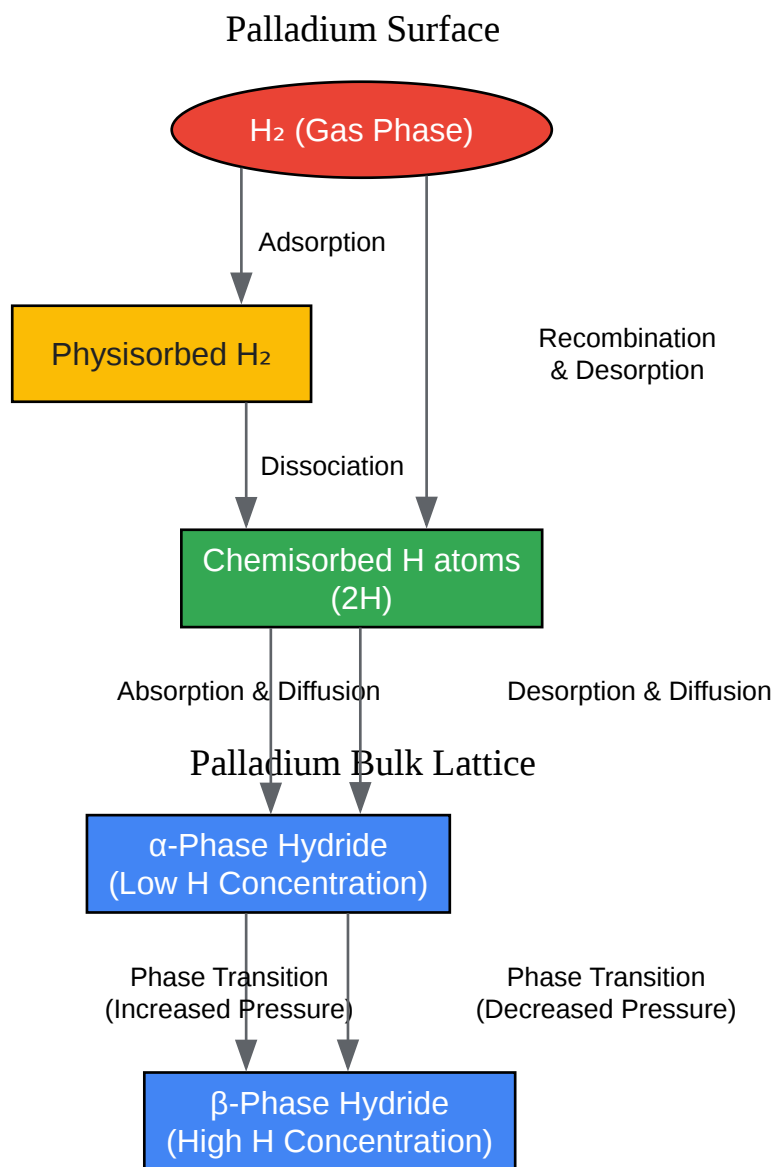 Palladium Surface
H₂ (Gas Phase)
Adsorption
Physisorbed H₂
Recombination
& Desorption
Dissociation
Chemisorbed H atoms
(2H)
Absorption & Diffusion
Desorption & Diffusion
Palladium Bulk Lattice
α-Phase Hydride
(Low H Concentration)
Phase Transition
(Increased Pressure)
Phase Transition
(Decreased Pressure)
β-Phase Hydride
(High H Concentration)